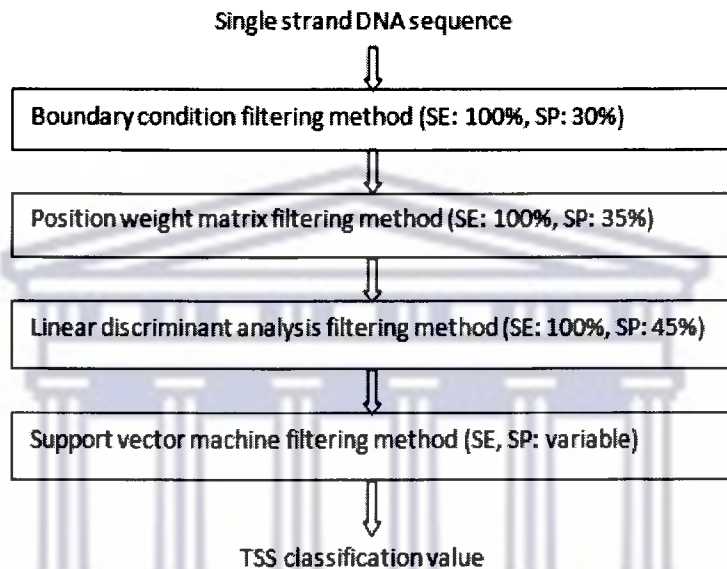 Single strand DNA sequence
Boundary condition filtering method (SE: 100%, SP: 30%)
Position weight matrix filtering method (SE: 100%, SP: 35%)
Linear discriminant analysis filtering method (SE: 100%, SP: 45%)
Support vector machine filtering method (SE, SP: variable)
TSS classification value